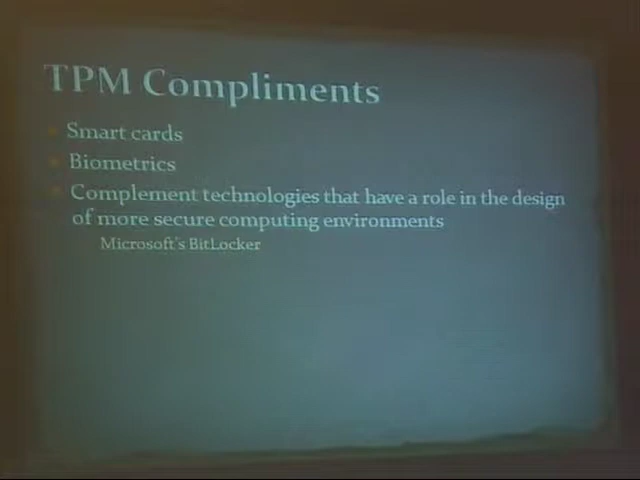 TPM Compliments
Smart cards
Biometrics
Complement technologies that have a role in the design
of more secure computing environments
Microsoft's BitLocker